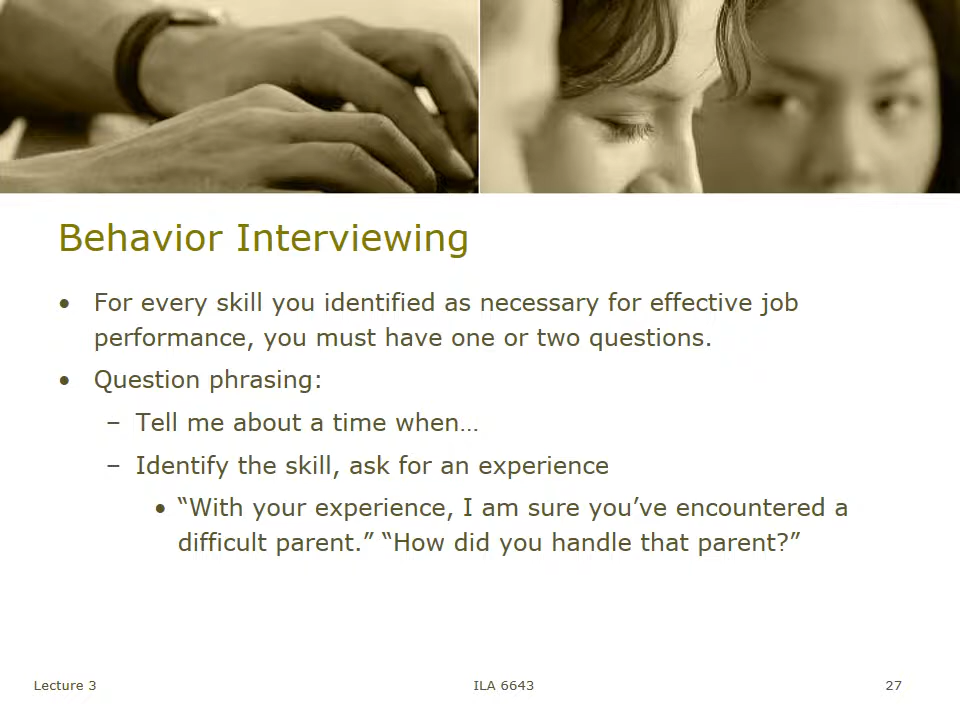 Behavior Interviewing
• For every skill you identified as necessary for effective job
performance, you must have one or two questions.
• Question phrasing:
– Tell me about a time when…
– Identify the skill, ask for an experience
• “With your experience, I am sure you’ve encountered a
difficult parent.” “How did you handle that parent?”
Lecture 3
ILA 6643
27